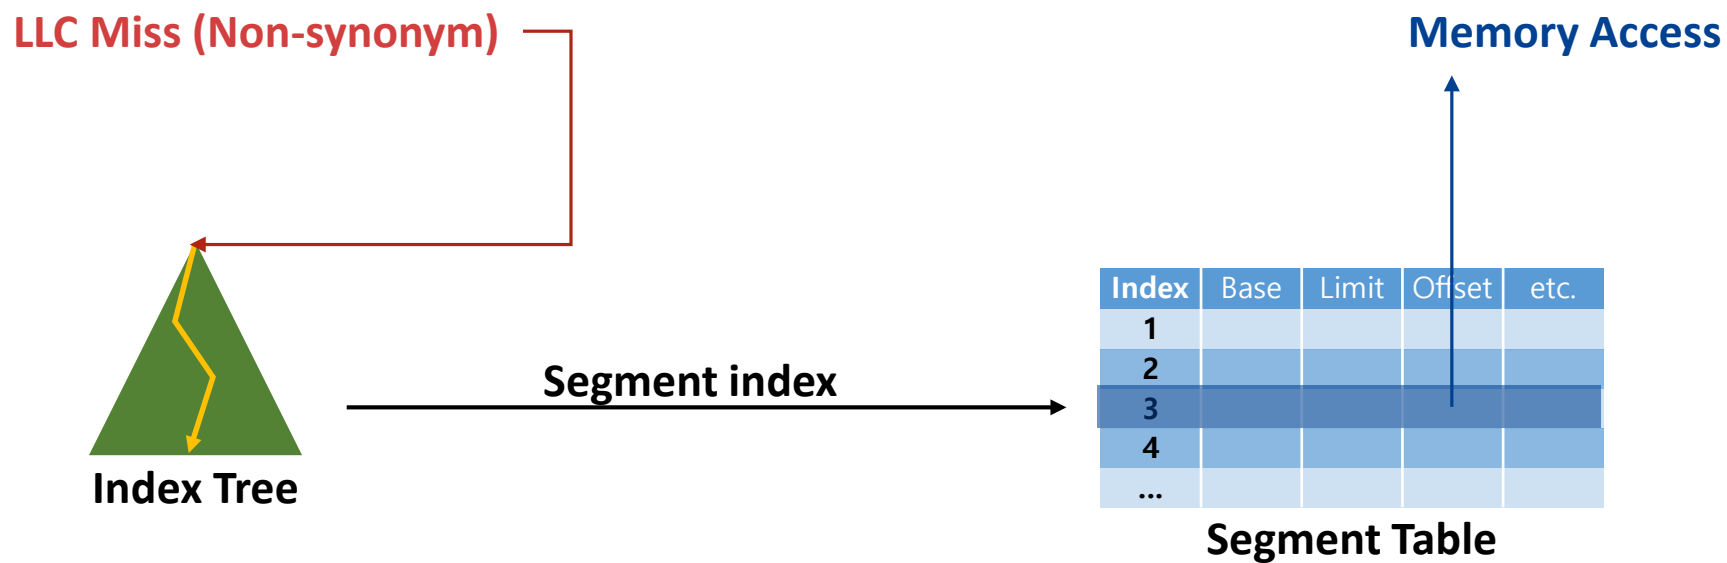 LLC Miss (Non-synonym)
Memory Access
Index Base Limit Offset etc.
1
2
Segment index
3
4
...
Index Tree
Segment Table